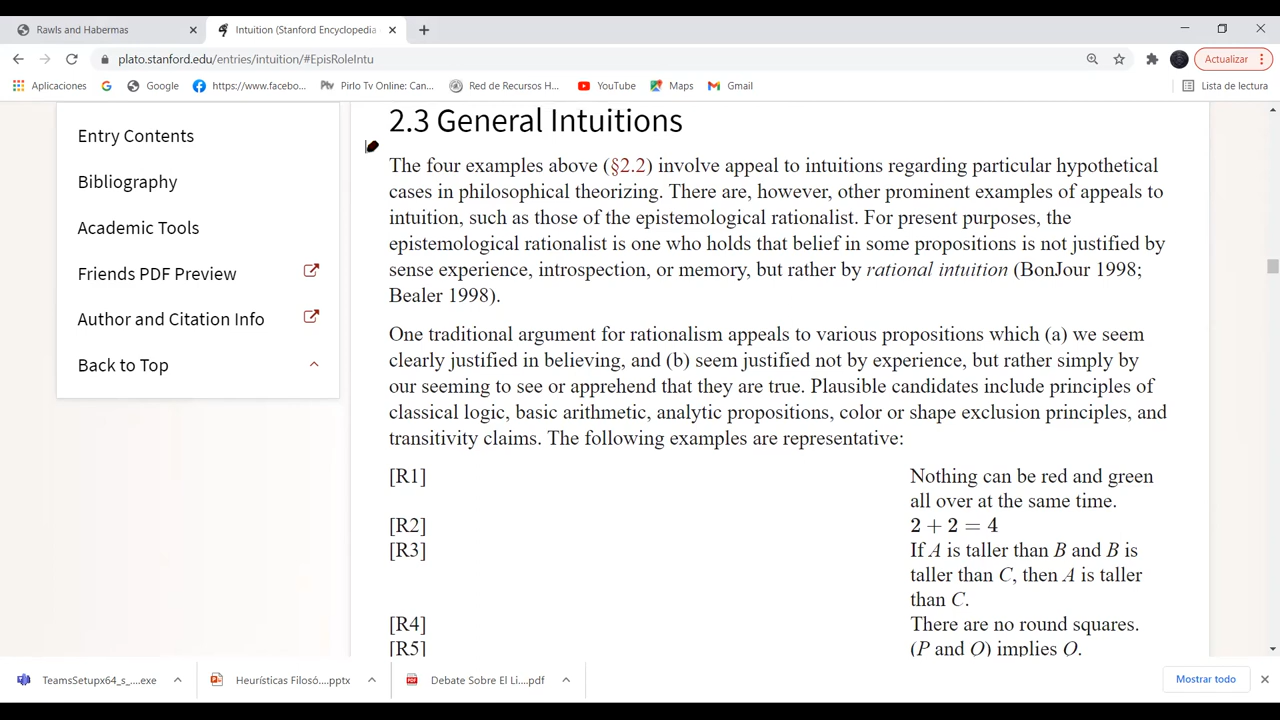 Rawls and Habermas
Intuition (Stanford Encyclopedia
plato.stanford.edu/entries/intuition/#EpisRoleIntu
Actualizar
Aplicaciones
Google
https://www.facebo...
Pirlo Tv Online: Can...
Red de Recursos H...
YouTube
Maps
Gmail
Lista de lectura
Entry Contents
Bibliography
Academic Tools
Friends PDF Preview
Author and Citation Info
Back to Top
2.3 General Intuitions
The four examples above (§2.2) involve appeal to intuitions regarding particular hypothetical
cases in philosophical theorizing. There are, however, other prominent examples of appeals to
intuition, such as those of the epistemological rationalist. For present purposes, the
epistemological rationalist is one who holds that belief in some propositions is not justified by
sense experience, introspection, or memory, but rather by rational intuition (BonJour 1998;
Bealer 1998).
One traditional argument for rationalism appeals to various propositions which (a) we seem
clearly justified in believing, and (b) seem justified not by experience, but rather simply by
our seeming to see or apprehend that they are true. Plausible candidates include principles of
classical logic, basic arithmetic, analytic propositions, color or shape exclusion principles, and
transitivity claims. The following examples are representative:
[R1] Nothing can be red and green
all over at the same time.
[R2] 2 + 2 = 4
[R3] If A is taller than B and B is
taller than C, then A is taller
than C.
[R4] There are no round squares.
[R5] (P and Q) implies Q.
TeamsSetupx64_s_....exe
Heurísticas Filosó....pptx
Debate Sobre El Li....pdf
Mostrar todo